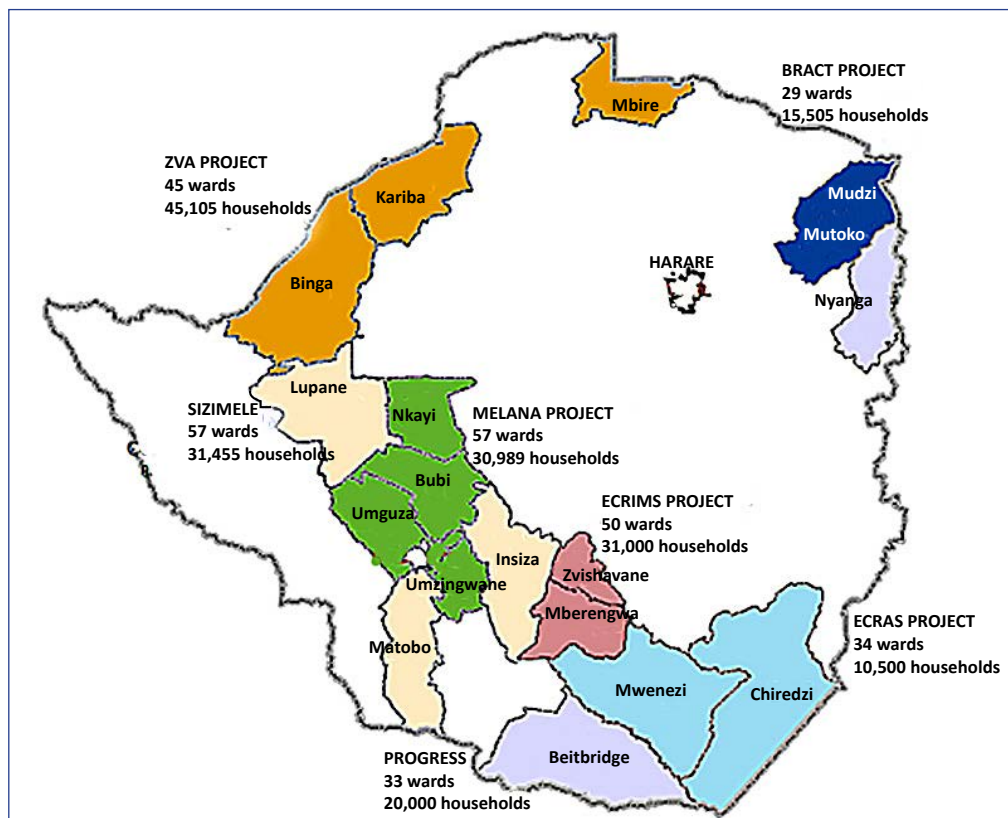 BRACT PROJECT
29 wards
15,505 households
Mbire
ZVA PROJECT
45 wards
45,105 households
Kariba
Mudzi
Mutoko
HARARE
Binga
Nyanga
Lupane
SIZIMELE
57 wards
31,455 households
Nkayi
MELANA PROJECT
57 wards
30,989 households
Bubi
Umguza
ECRIMS PROJECT
50 wards
31,000 households
Insiza
Zvishavane
Umzingwane
Mberengwa
Matobo
ECRAS PROJECT
34 wards
10,500 households
Mwenezi
Chiredzi
PROGRESS
33 wards
20,000 households
Beitbridge